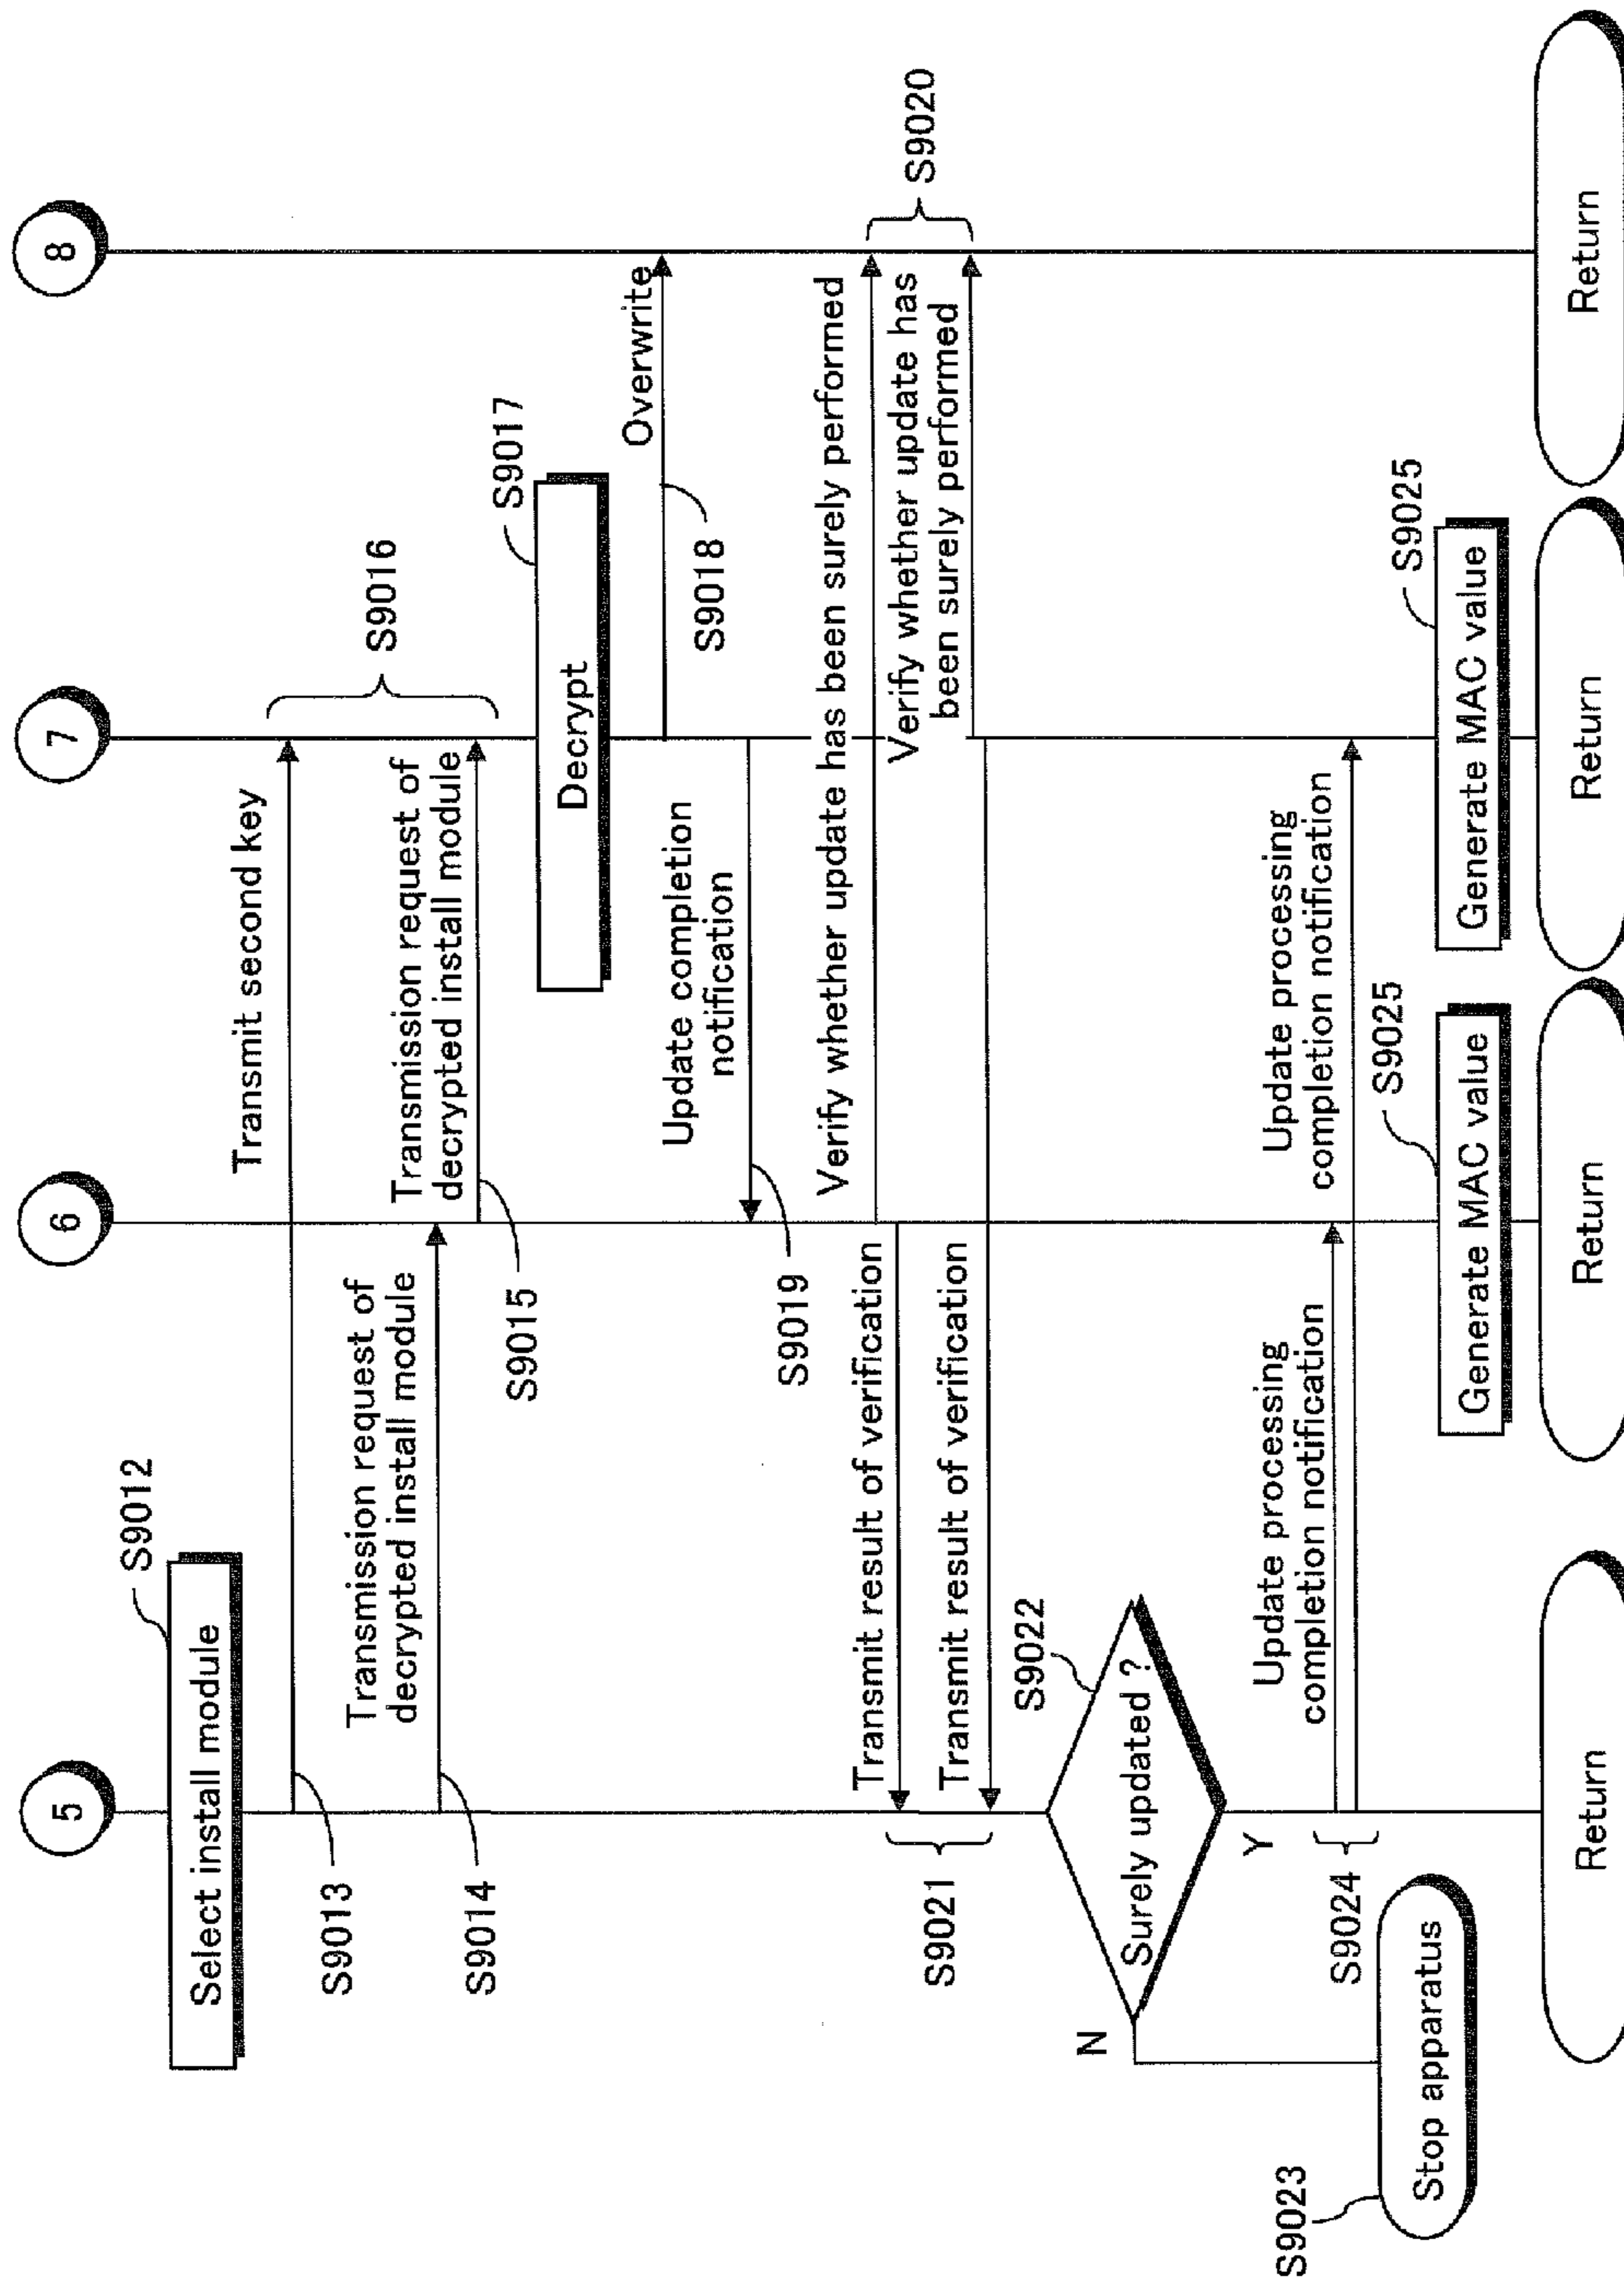 5
6
7
8
Select install module
S9012
Transmit second key
S9013
Transmission request of
decrypted install module
S9014
Transmission request of
decrypted install module
S9015
S9016
Decrypt
S9017
Overwrite
S9018
Update completion
notification
S9019
Verify whether update has been surely performed
Verify whether update has
been surely performed
S9020
Transmit result of verification
Transmit result of verification
S9021
Surely updated ?
S9022
N
Y
Stop apparatus
S9023
Update processing
completion notification
Update processing
completion notification
S9024
Generate MAC value
S9025
Generate MAC value
S9025
Return
Return
Return
Return